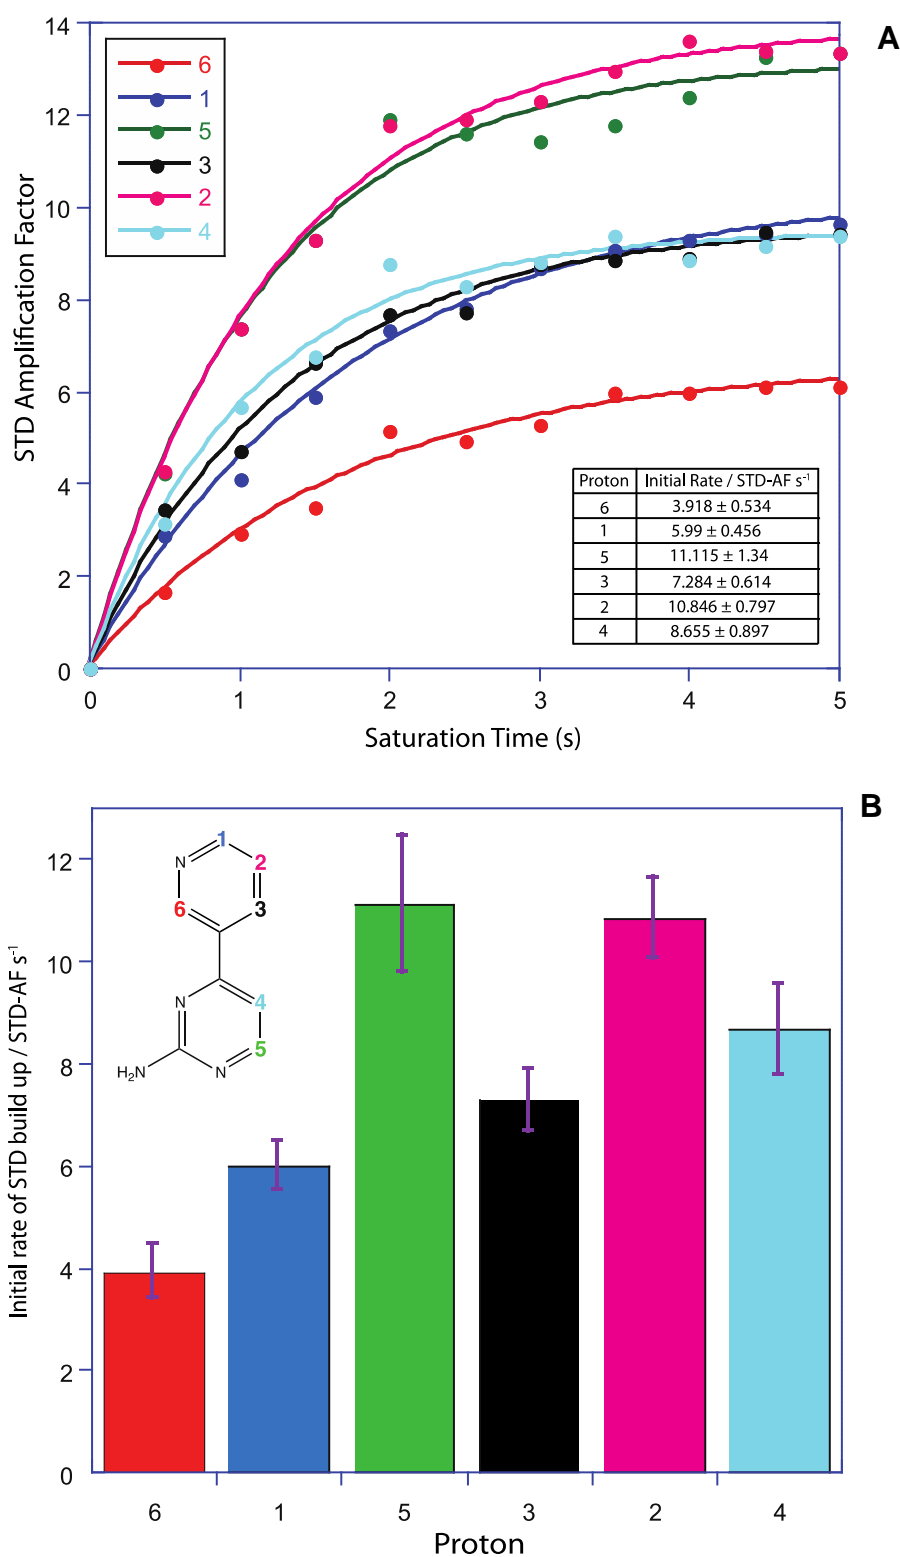 A
14
12
10
8
6
4
2
0
STD Amplification Factor
6
1
5
3
2
4
Proton Initial Rate / STD-AF s⁻¹
6 3.918 ± 0.534
1 5.99 ± 0.456
5 11.115 ± 1.34
3 7.284 ± 0.614
2 10.846 ± 0.797
4 8.655 ± 0.897
0 1 2 3 4 5
Saturation Time (s)
B
12
10
8
6
4
2
0
Initial rate of STD build up / STD-AF s⁻¹
1
N 2
6 3
N 4
5
H₂N N
6 1 5 3 2 4
Proton